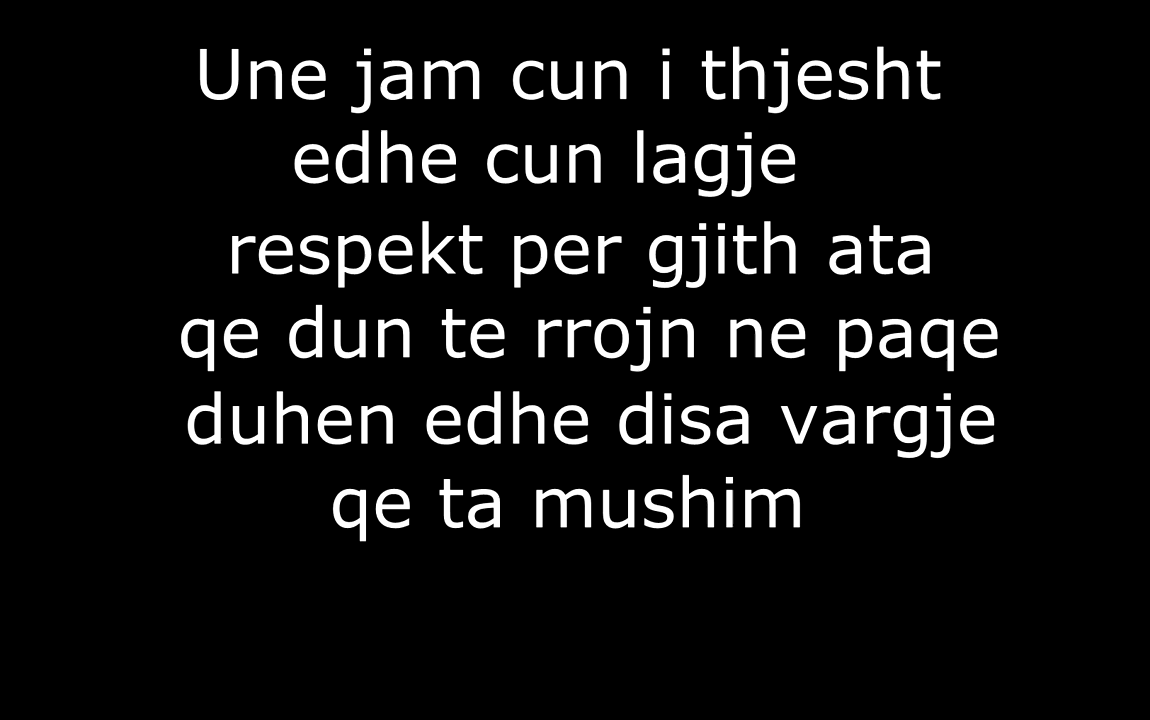 Une jam cun i thjesht
edhe cun lagje
respekt per gjith ata
qe dun te rrojn ne paqe
duhen edhe disa vargje
qe ta mushim